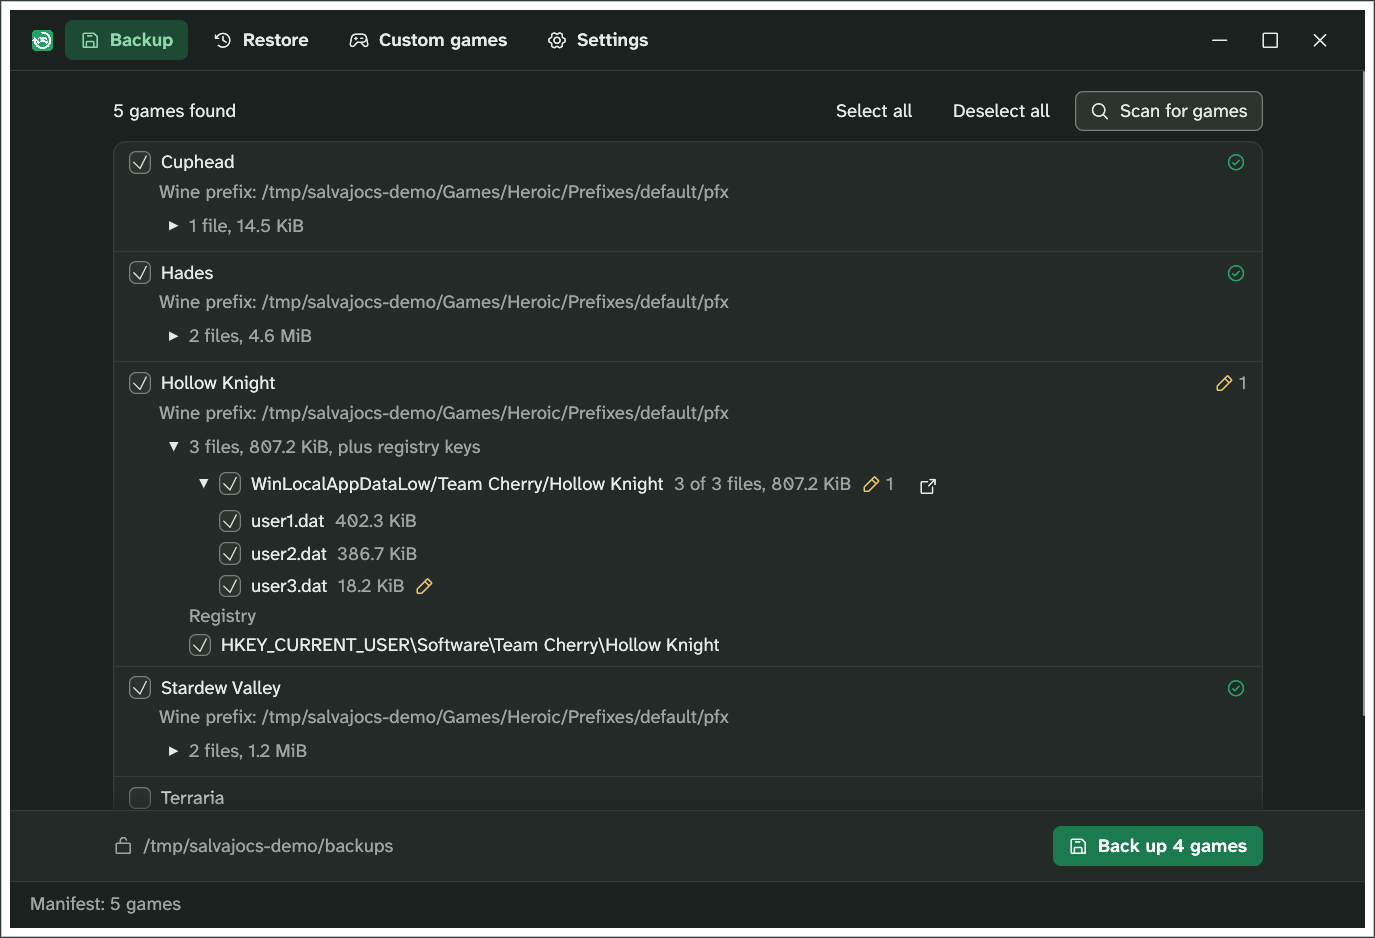 Backup Restore Custom games Settings
5 games found Select all Deselect all Scan for games
Cuphead
Wine prefix: /tmp/salvajocs-demo/Games/Heroic/Prefixes/default/pfx
1 file, 14.5 KiB
Hades
Wine prefix: /tmp/salvajocs-demo/Games/Heroic/Prefixes/default/pfx
2 files, 4.6 MiB
Hollow Knight 1
Wine prefix: /tmp/salvajocs-demo/Games/Heroic/Prefixes/default/pfx
3 files, 807.2 KiB, plus registry keys
WinLocalAppDataLow/Team Cherry/Hollow Knight 3 of 3 files, 807.2 KiB 1
user1.dat 402.3 KiB
user2.dat 386.7 KiB
user3.dat 18.2 KiB
Registry
HKEY_CURRENT_USER\Software\Team Cherry\Hollow Knight
Stardew Valley
Wine prefix: /tmp/salvajocs-demo/Games/Heroic/Prefixes/default/pfx
2 files, 1.2 MiB
Terraria
/tmp/salvajocs-demo/backups Back up 4 games
Manifest: 5 games